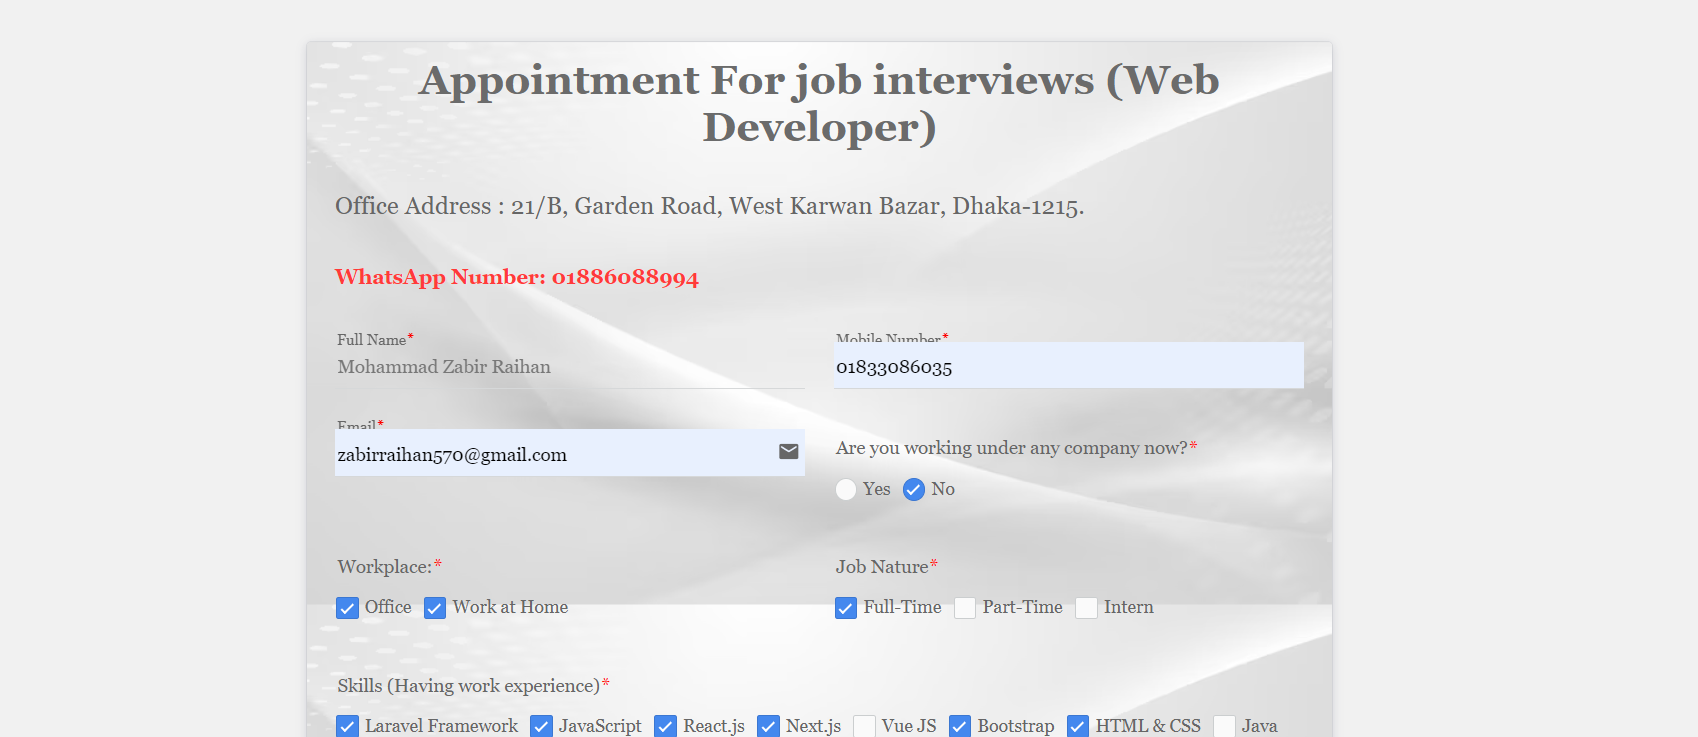 Appointment For job interviews (Web
Developer)
Office Address : 21/B, Garden Road, West Karwan Bazar, Dhaka-1215.
WhatsApp Number: 01886088994
Full Name*
Mobile Number*
Mohammad Zabir Raihan
01833086035
Email*
zabirraihan570@gmail.com
Are you working under any company now?*
Yes No
Workplace:*
Job Nature*
Office Work at Home
Full-Time Part-Time Intern
Skills (Having work experience)*
Laravel Framework JavaScript React.js Next.js Vue JS Bootstrap HTML & CSS Java